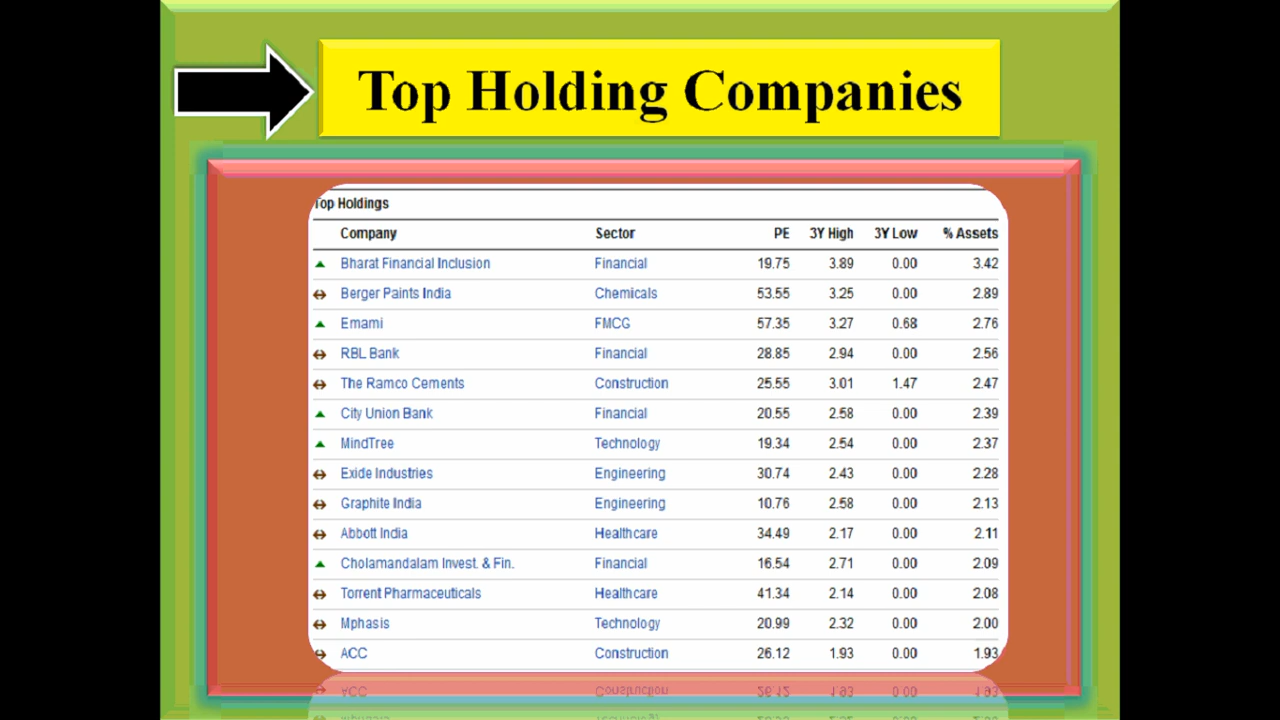 Top Holding Companies
Top Holdings
Company Sector PE 3Y High 3Y Low % Assets
Bharat Financial Inclusion Financial 19.75 3.89 0.00 3.42
Berger Paints India Chemicals 53.55 3.25 0.00 2.89
Emami FMCG 57.35 3.27 0.68 2.76
RBL Bank Financial 28.85 2.94 0.00 2.56
The Ramco Cements Construction 25.55 3.01 1.47 2.47
City Union Bank Financial 20.55 2.58 0.00 2.39
MindTree Technology 19.34 2.54 0.00 2.37
Exide Industries Engineering 30.74 2.43 0.00 2.28
Graphite India Engineering 10.76 2.58 0.00 2.13
Abbott India Healthcare 34.49 2.17 0.00 2.11
Cholamandalam Invest. & Fin. Financial 16.54 2.71 0.00 2.09
Torrent Pharmaceuticals Healthcare 41.34 2.14 0.00 2.08
Mphasis Technology 20.99 2.32 0.00 2.00
ACC Construction 26.12 1.93 0.00 1.93